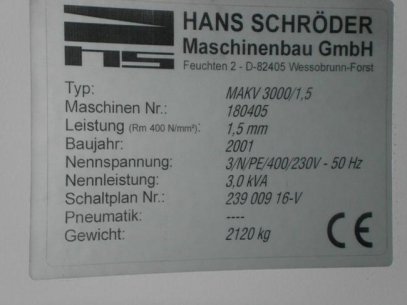 hs
HANS SCHRÖDER
Maschinenbau GmbH
Feuchten 2 - D-82405 Wessobrunn-Forst
Typ: MAKV 3000/1,5
Maschinen Nr.: 180405
Leistung (Rm 400 N/mm²): 1,5 mm
Baujahr: 2001
Nennspannung: 3/N/PE/400/230V - 50 Hz
Nennleistung: 3,0 kVA
Schaltplan Nr.: 239 009 16-V
Pneumatik: ----
Gewicht: 2120 kg
CE